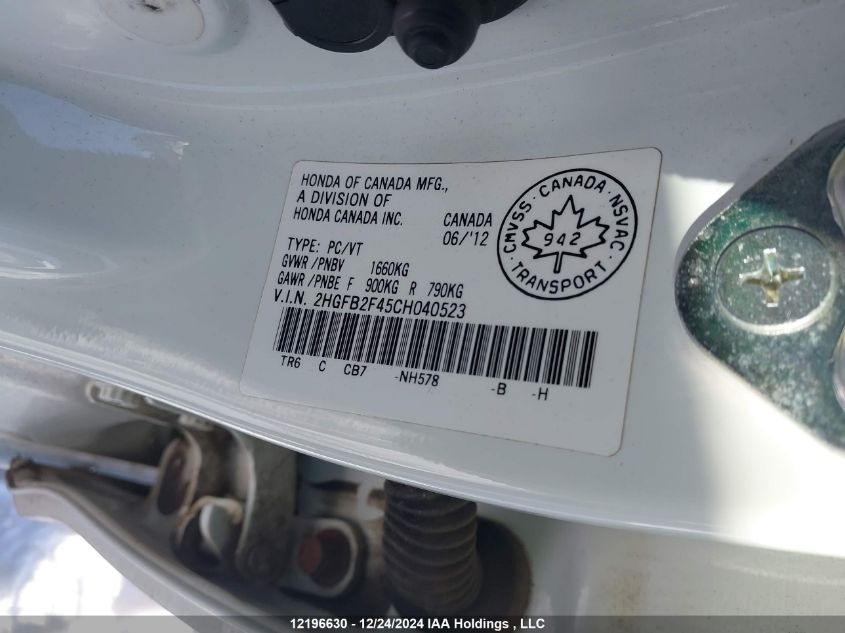 HONDA OF CANADA MFG.,
A DIVISION OF
HONDA CANADA INC. CANADA
06/'12
TYPE: PC/VT
GVWR /PNBV 1660KG
GAWR /PNBE F 900KG R 790KG
V.I.N. 2HGFB2F45CH040523
TR6 C CB7 -NH578 -B -H
CMVSS · CANADA · NSVAC
942
TRANSPORT
12196630 - 12/24/2024 IAA Holdings , LLC